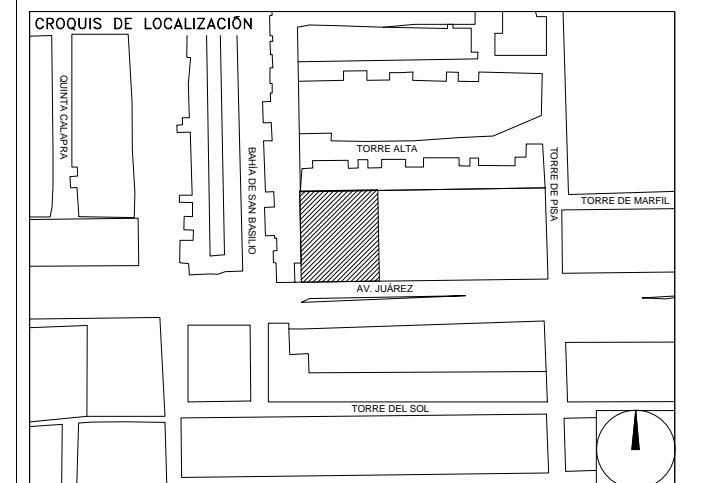 CROQUIS DE LOCALIZACIÓN
QUINTA CALAPRA
BAHÍA DE SAN BASILIO
TORRE ALTA
TORRE DE PISA
TORRE DE MARFIL
AV. JUÁREZ
TORRE DEL SOL